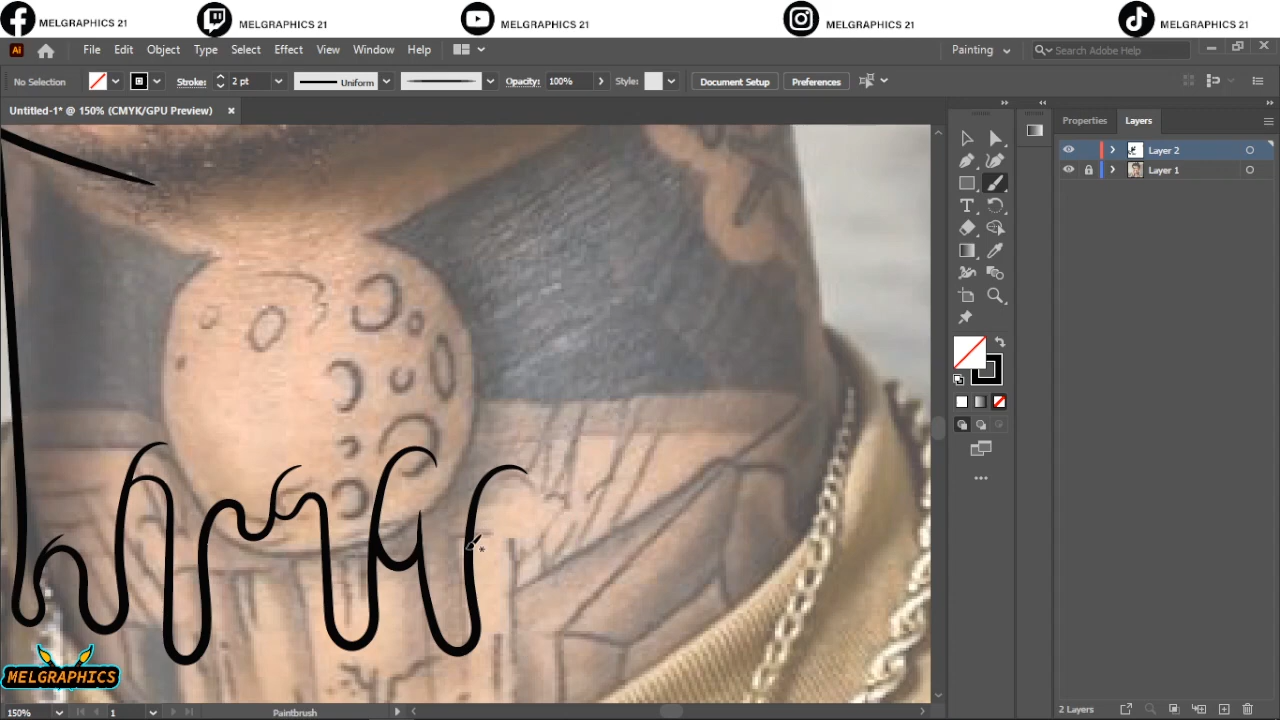 MELGRAPHICS 21 MELGRAPHICS 21 MELGRAPHICS 21 MELGRAPHICS 21 MELGRAPHICS 21
Ai File Edit Object Type Select Effect View Window Help Painting Search Adobe Help
No Selection Stroke: 2 pt Uniform Opacity: 100% Style: Document Setup Preferences
Untitled-1* @ 150% (CMYK/GPU Preview) × Properties Layers
Layer 2
Layer 1
MELGRAPHICS
150% 1 Paintbrush 2 Layers